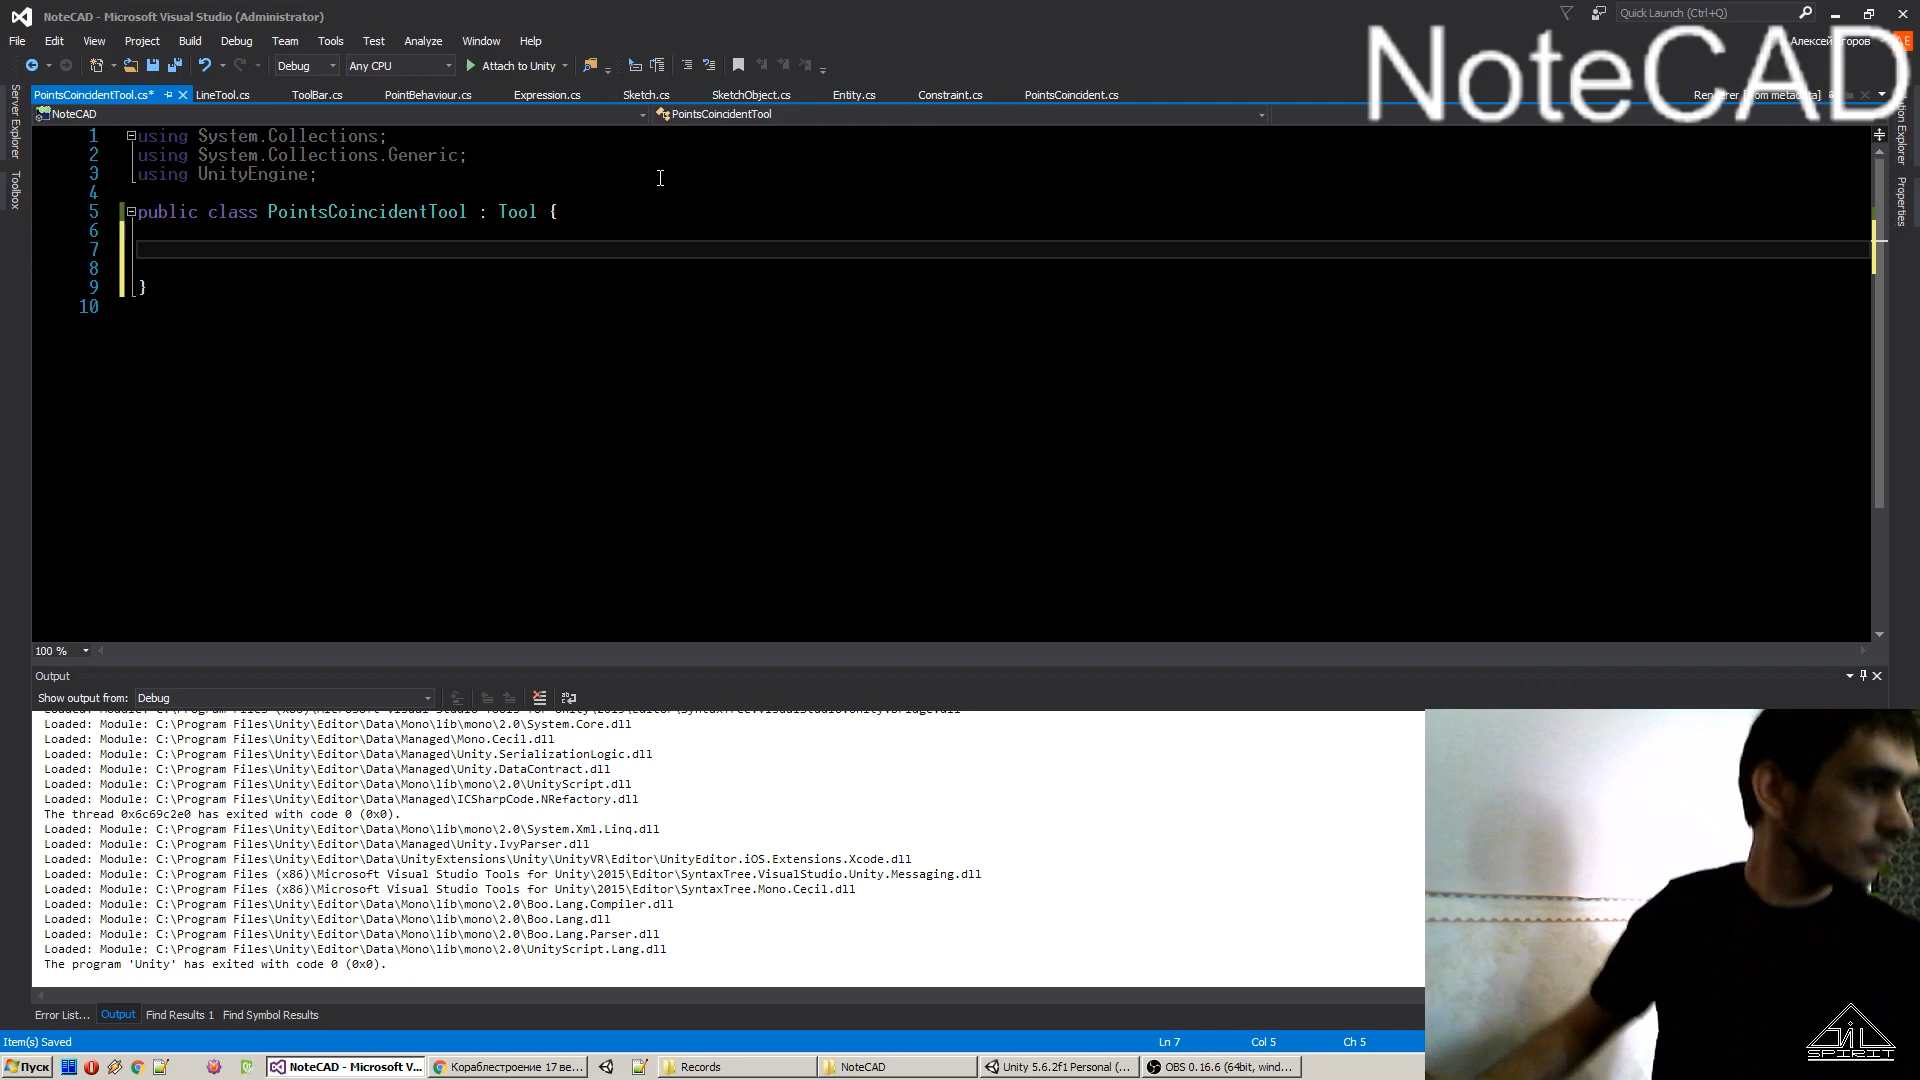 NoteCAD - Microsoft Visual Studio (Administrator)
Quick Launch (Ctrl+Q)
File Edit View Project Build Debug Team Tools Test Analyze Window Help
NoteCAD
Debug Any CPU Attach to Unity
PointsCoincidentTool.cs* LineTool.cs ToolBar.cs PointBehaviour.cs Expression.cs Sketch.cs SketchObject.cs Entity.cs Constraint.cs PointsCoincident.cs
NoteCAD PointsCoincidentTool
Server Explorer
Toolbox
Properties
1 using System.Collections;
2 using System.Collections.Generic;
3 using UnityEngine;
4
5 public class PointsCoincidentTool : Tool {
6
7
8
9 }
10
100 %
Output
Show output from: Debug
Loaded: Module: C:\Program Files\Unity\Editor\Data\Mono\lib\mono\2.0\System.Core.dll
Loaded: Module: C:\Program Files\Unity\Editor\Data\Managed\Mono.Cecil.dll
Loaded: Module: C:\Program Files\Unity\Editor\Data\Managed\Unity.SerializationLogic.dll
Loaded: Module: C:\Program Files\Unity\Editor\Data\Managed\Unity.DataContract.dll
Loaded: Module: C:\Program Files\Unity\Editor\Data\Mono\lib\mono\2.0\UnityScript.dll
Loaded: Module: C:\Program Files\Unity\Editor\Data\Managed\ICSharpCode.NRefactory.dll
The thread 0x6c69c2e0 has exited with code 0 (0x0).
Loaded: Module: C:\Program Files\Unity\Editor\Data\Mono\lib\mono\2.0\System.Xml.Linq.dll
Loaded: Module: C:\Program Files\Unity\Editor\Data\Managed\Unity.IvyParser.dll
Loaded: Module: C:\Program Files\Unity\Editor\Data\UnityExtensions\Unity\UnityVR\Editor\UnityEditor.iOS.Extensions.Xcode.dll
Loaded: Module: C:\Program Files (x86)\Microsoft Visual Studio Tools for Unity\2015\Editor\SyntaxTree.VisualStudio.Unity.Messaging.dll
Loaded: Module: C:\Program Files (x86)\Microsoft Visual Studio Tools for Unity\2015\Editor\SyntaxTree.Mono.Cecil.dll
Loaded: Module: C:\Program Files\Unity\Editor\Data\Mono\lib\mono\2.0\Boo.Lang.Compiler.dll
Loaded: Module: C:\Program Files\Unity\Editor\Data\Mono\lib\mono\2.0\Boo.Lang.dll
Loaded: Module: C:\Program Files\Unity\Editor\Data\Mono\lib\mono\2.0\Boo.Lang.Parser.dll
Loaded: Module: C:\Program Files\Unity\Editor\Data\Mono\lib\mono\2.0\UnityScript.Lang.dll
The program 'Unity' has exited with code 0 (0x0).
Error List... Output Find Results 1 Find Symbol Results
Item(s) Saved Ln 7 Col 5 Ch 5
SPIRIT
Пуск NoteCAD - Microsoft V... Кораблестроение 17 ве... Records NoteCAD Unity 5.6.2f1 Personal (... OBS 0.16.6 (64bit, wind...